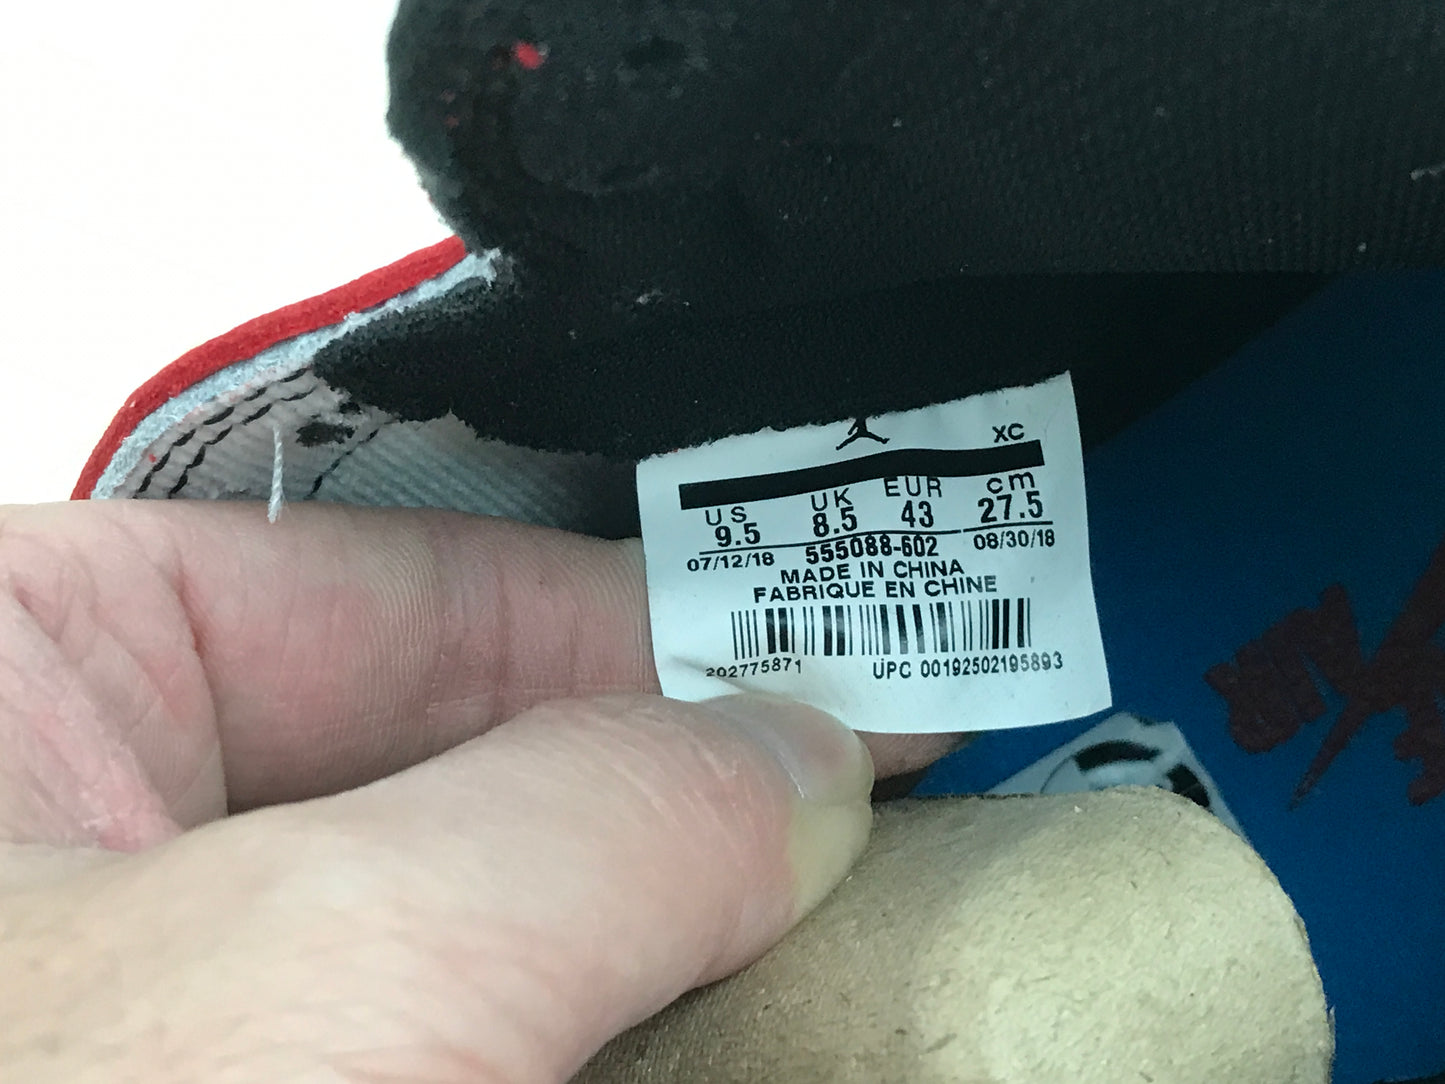 XC
US UK EUR cm
9.5 8.5 43 27.5
07/12/18 555088-602 08/30/18
MADE IN CHINA
FABRIQUE EN CHINE
202775871 UPC 00192502195893